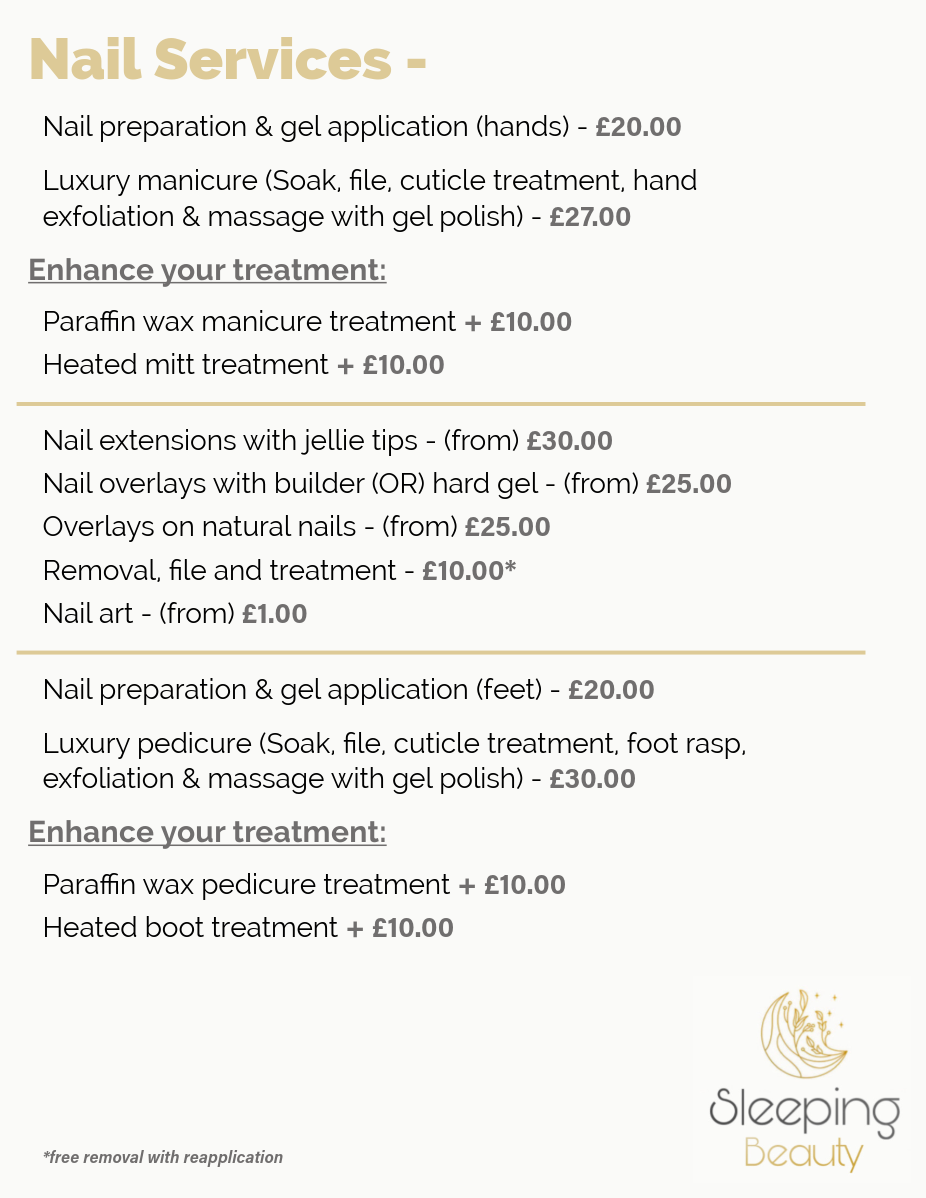 Nail Services -
Nail preparation & gel application (hands) - £20.00
Luxury manicure (Soak, file, cuticle treatment, hand
exfoliation & massage with gel polish) - £27.00
Enhance your treatment:
Paraffin wax manicure treatment + £10.00
Heated mitt treatment + £10.00
Nail extensions with jellie tips - (from) £30.00
Nail overlays with builder (OR) hard gel - (from) £25.00
Overlays on natural nails - (from) £25.00
Removal, file and treatment - £10.00*
Nail art - (from) £1.00
Nail preparation & gel application (feet) - £20.00
Luxury pedicure (Soak, file, cuticle treatment, foot rasp,
exfoliation & massage with gel polish) - £30.00
Enhance your treatment:
Paraffin wax pedicure treatment + £10.00
Heated boot treatment + £10.00
Sleeping
Beauty
*free removal with reapplication